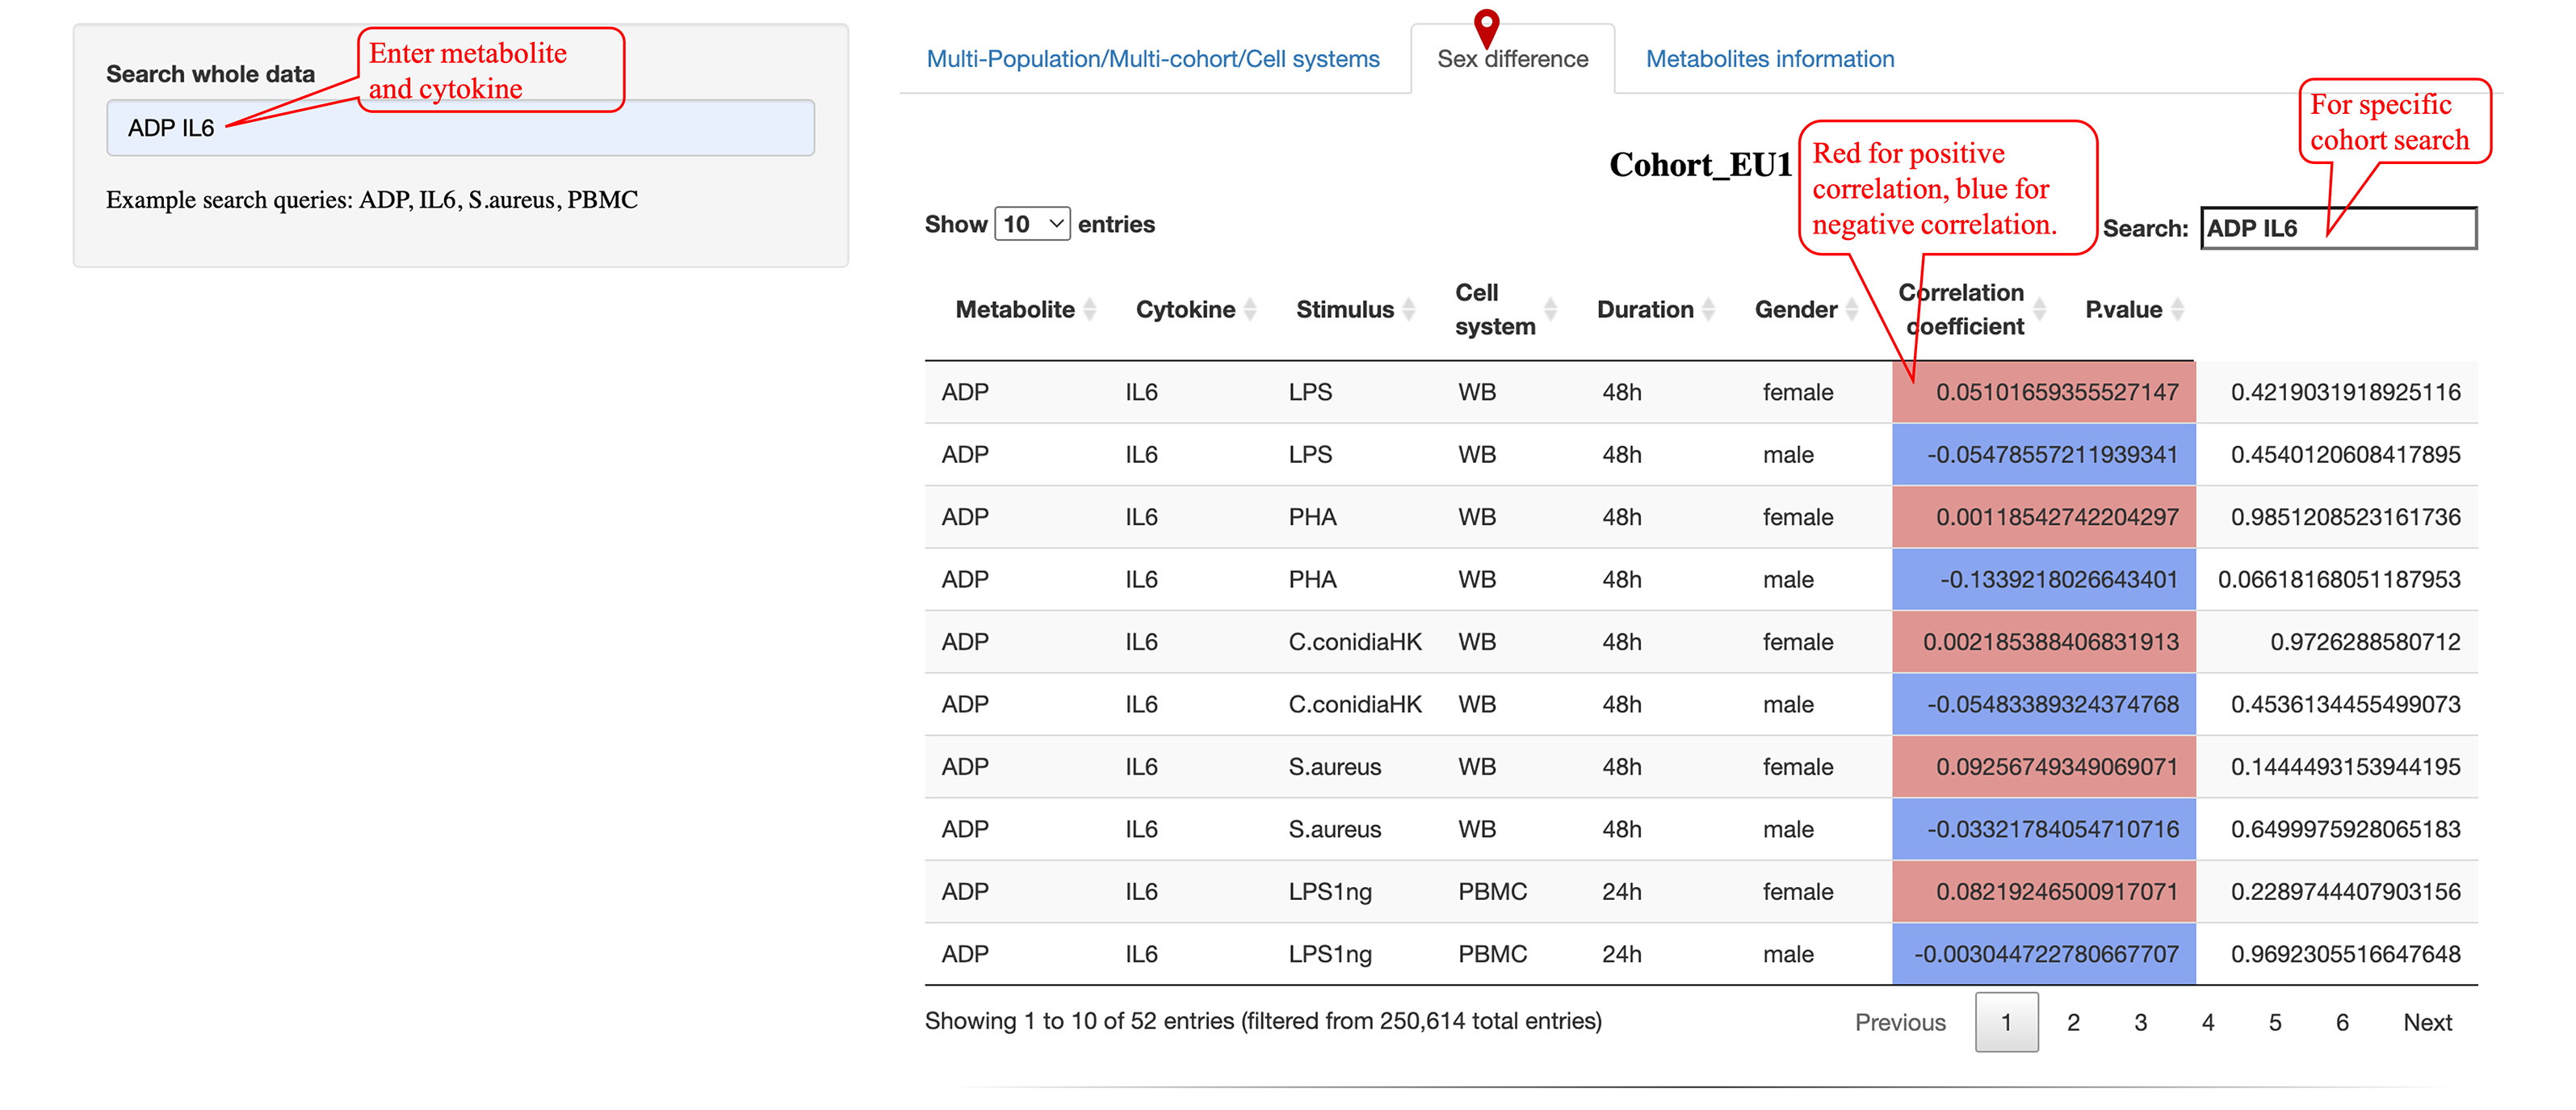 Search whole data
Enter metabolite
and cytokine
ADP IL6
Example search queries: ADP, IL6, S.aureus, PBMC
Multi-Population/Multi-cohort/Cell systems Sex difference Metabolites information
For specific
cohort search
Cohort_EU1
Red for positive
correlation, blue for
negative correlation.
Show 10 entries
Search: ADP IL6
Metabolite Cytokine Stimulus Cell system Duration Gender Correlation coefficient P.value
ADP IL6 LPS WB 48h female 0.05101659355527147 0.4219031918925116
ADP IL6 LPS WB 48h male -0.05478557211939341 0.4540120608417895
ADP IL6 PHA WB 48h female 0.00118542742204297 0.9851208523161736
ADP IL6 PHA WB 48h male -0.1339218026643401 0.06618168051187953
ADP IL6 C.conidiaHK WB 48h female 0.002185388406831913 0.9726288580712
ADP IL6 C.conidiaHK WB 48h male -0.05483389324374768 0.4536134455499073
ADP IL6 S.aureus WB 48h female 0.09256749349069071 0.1444493153944195
ADP IL6 S.aureus WB 48h male -0.03321784054710716 0.6499975928065183
ADP IL6 LPS1ng PBMC 24h female 0.08219246500917071 0.2289744407903156
ADP IL6 LPS1ng PBMC 24h male -0.003044722780667707 0.9692305516647648
Showing 1 to 10 of 52 entries (filtered from 250,614 total entries)
Previous 1 2 3 4 5 6 Next